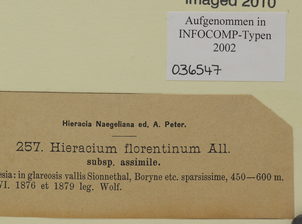 Imaged 2010
Aufgenommen in
INFOCOMP-Typen
2002
036547
Hieracia Naegeliana ed. A. Peter.
257. Hieracium florentinum All.
subsp. assimile.
esia: in glareosis vallis Sionnethal, Boryne etc. sparsissime, 450—600 m.
VI. 1876 et 1879 leg. Wolf.